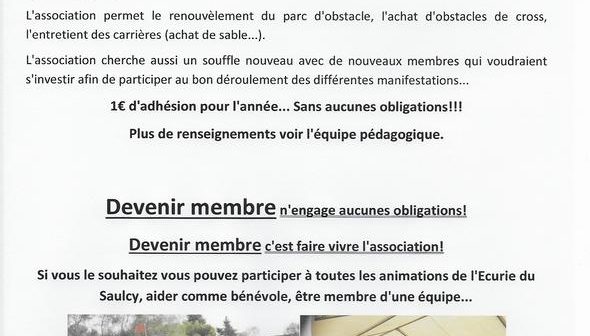 L'association permet le renouvèlement du parc d'obstacle, l'achat d'obstacles de cross,
l'entretient des carrières (achat de sable...).
L'association cherche aussi un souffle nouveau avec de nouveaux membres qui voudraient
s'investir afin de participer au bon déroulement des différentes manifestations...
1€ d'adhésion pour l'année... Sans aucunes obligations!!!
Plus de renseignements voir l'équipe pédagogique.
Devenir membre n'engage aucunes obligations!
Devenir membre c'est faire vivre l'association!
Si vous le souhaitez vous pouvez participer à toutes les animations de l'Ecurie du
Saulcy, aider comme bénévole, être membre d'une équipe...